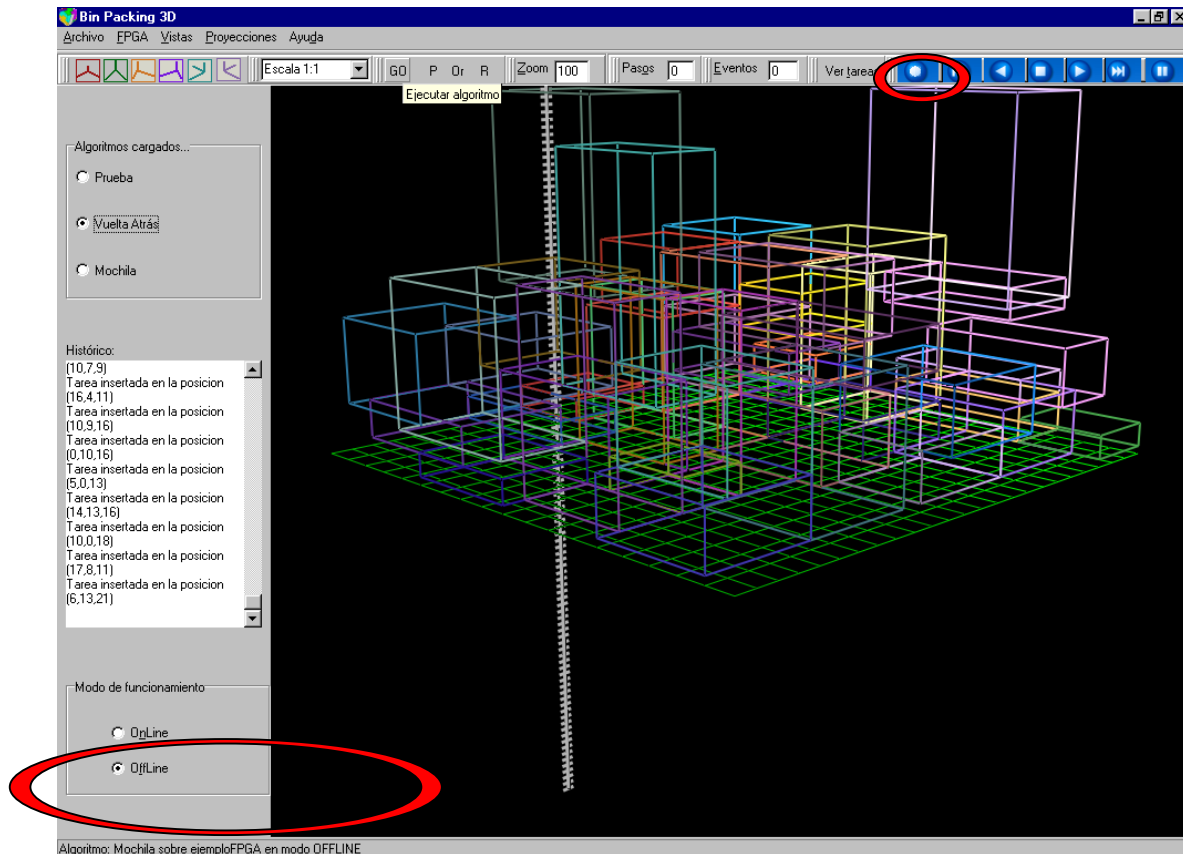 Bin Packing 3D
Archivo FPGA Vistas Proyecciones Ayuda
Escala 1:1 GO P Or R Zoom 100 Pasos 0 Eventos 0 Ver tarea
Ejecutar algoritmo
Algoritmos cargados...
Prueba
Vuelta Atrás
Mochila
Histórico:
(10,7,9)
Tarea insertada en la posicion
(16,4,11)
Tarea insertada en la posicion
(10,9,16)
Tarea insertada en la posicion
(0,10,16)
Tarea insertada en la posicion
(5,0,13)
Tarea insertada en la posicion
(14,13,16)
Tarea insertada en la posicion
(10,0,18)
Tarea insertada en la posicion
(17,8,11)
Tarea insertada en la posicion
(6,13,21)
Modo de funcionamiento
OnLine
OffLine
Algoritmo: Mochila sobre ejemploFPGA en modo OFFLINE